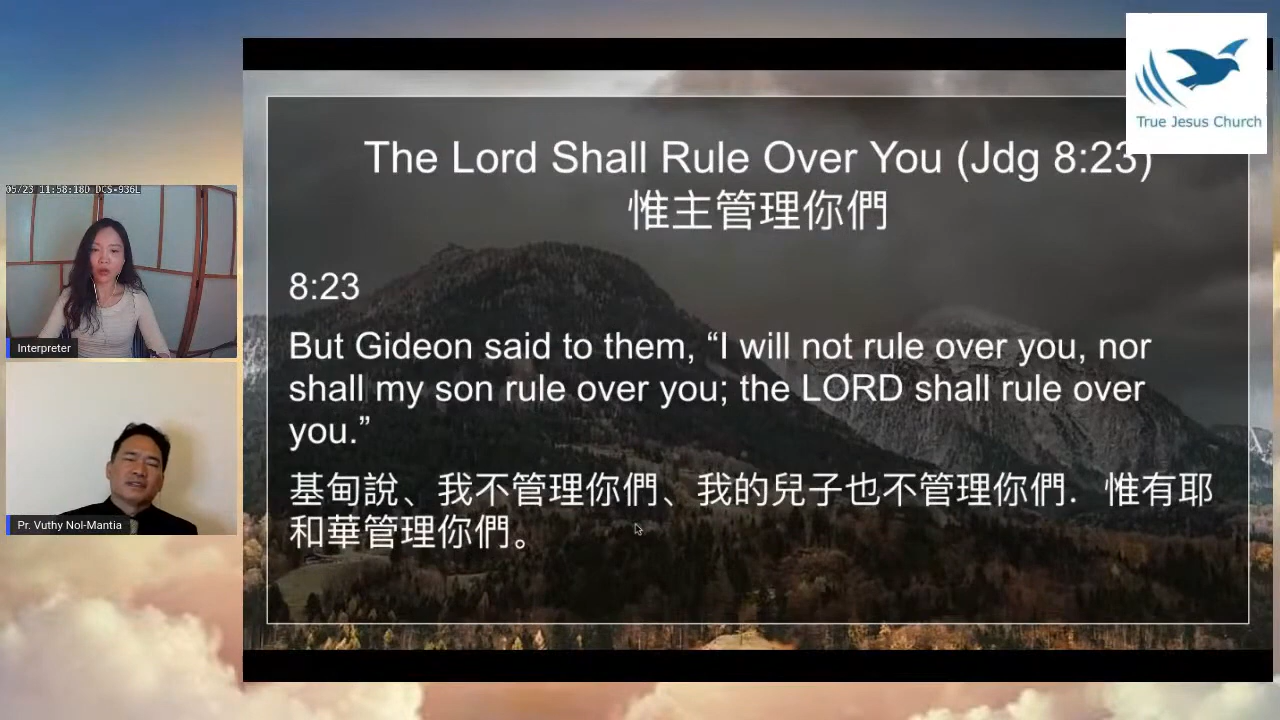 True Jesus Church
The Lord Shall Rule Over You (Jdg 8:23)
惟主管理你們
8:23
But Gideon said to them, “I will not rule over you, nor
shall my son rule over you; the LORD shall rule over
you.”
基甸說、我不管理你們、我的兒子也不管理你們. 惟有耶
和華管理你們。
05/23 11:58:18D DCS-936L
Interpreter
Pr. Vuthy Nol-Mantia